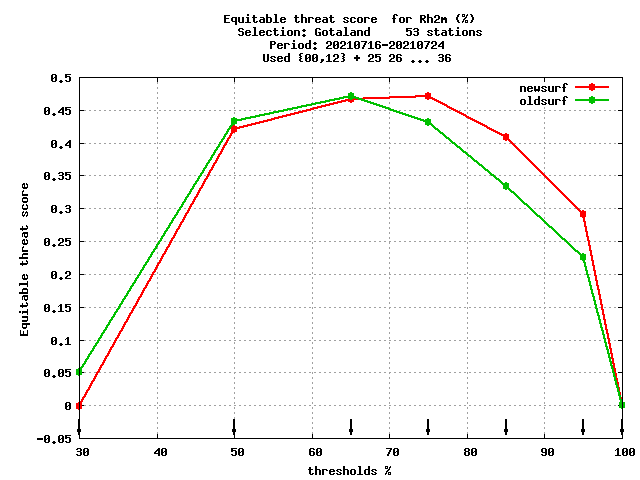 Equitable threat score  for Rh2m (%)
Selection: Gotaland     53 stations
Period: 20210716-20210724
Used {00,12} + 25 26 ... 36
newsurf
oldsurf
Equitable threat score
0.5
0.45
0.4
0.35
0.3
0.25
0.2
0.15
0.1
0.05
0
-0.05
30 40 50 60 70 80 90 100
thresholds %